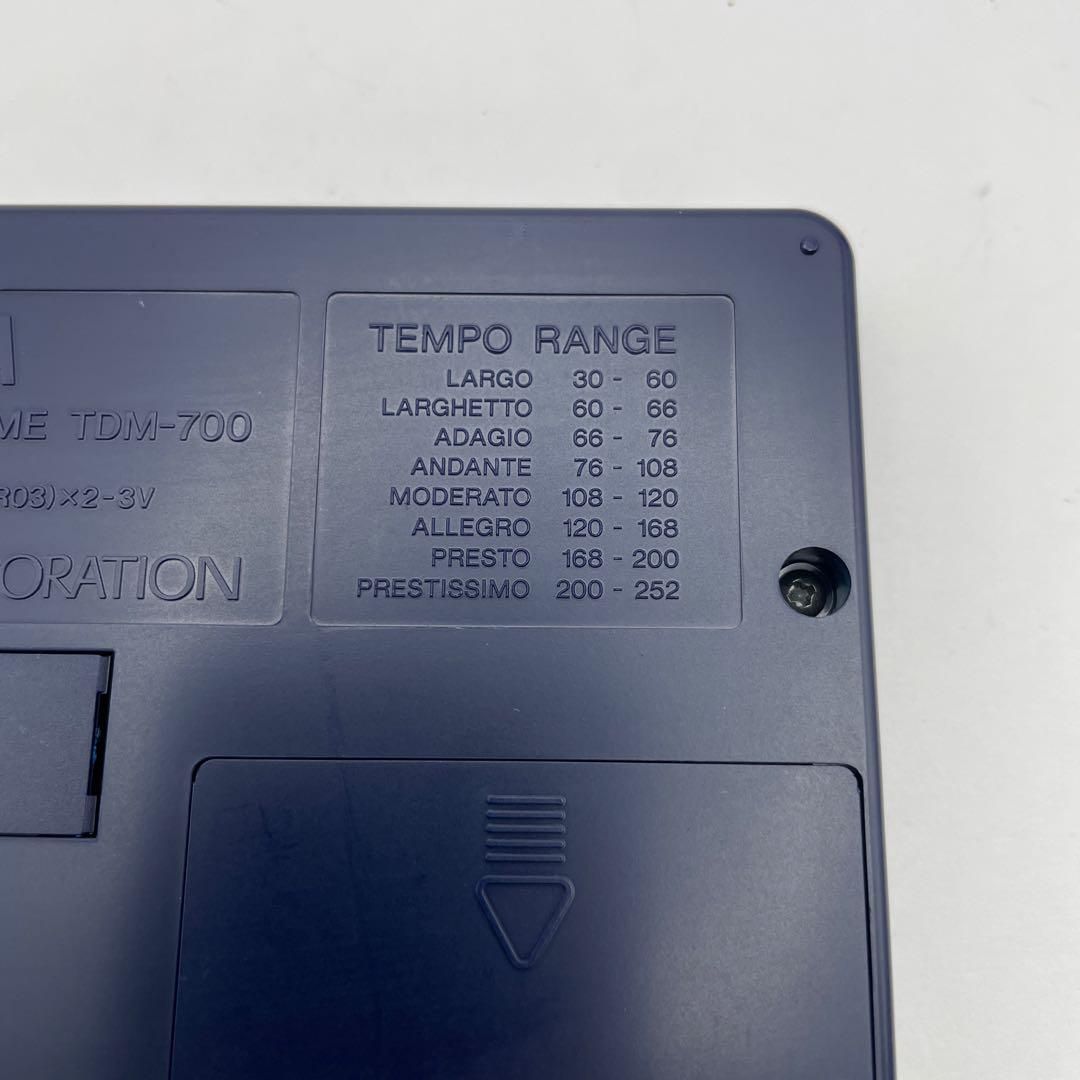 ME TDM-700
R03)×2-3V
ORATION
TEMPO RANGE
LARGO 30 - 60
LARGHETTO 60 - 66
ADAGIO 66 - 76
ANDANTE 76 - 108
MODERATO 108 - 120
ALLEGRO 120 - 168
PRESTO 168 - 200
PRESTISSIMO 200 - 252